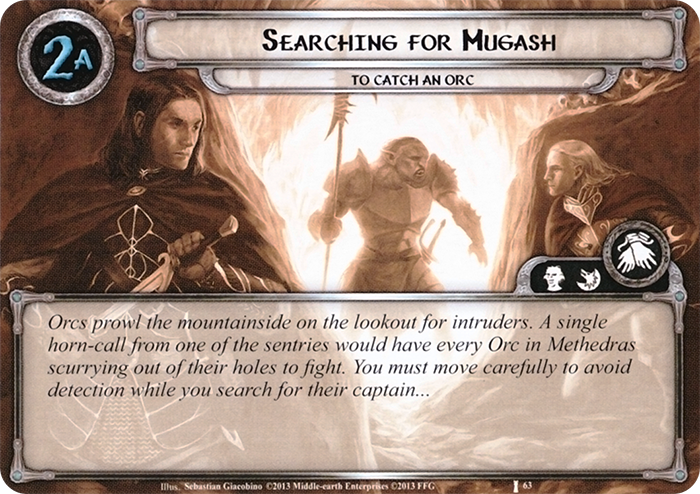 2A
SEARCHING FOR MUGASH
TO CATCH AN ORC
Orcs prowl the mountainside on the lookout for intruders. A single
horn-call from one of the sentries would have every Orc in Methedras
scurrying out of their holes to fight. You must move carefully to avoid
detection while you search for their captain...
Illus. Sebastian Giacobino ©2013 Middle-earth Enterprises ©2013 FFG
63